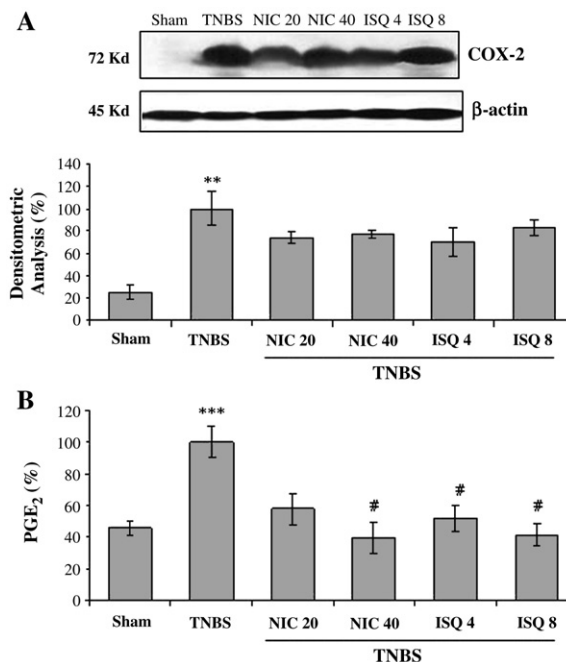 A
Sham TNBS NIC 20 NIC 40 ISQ 4 ISQ 8
72 Kd COX-2
45 Kd β-actin
Densitometric
Analysis (%)
140
120
100
80
60
40
20
0
**
Sham TNBS NIC 20 NIC 40 ISQ 4 ISQ 8
TNBS
B
PGE₂ (%)
120
100
80
60
40
20
0
***
# # #
Sham TNBS NIC 20 NIC 40 ISQ 4 ISQ 8
TNBS